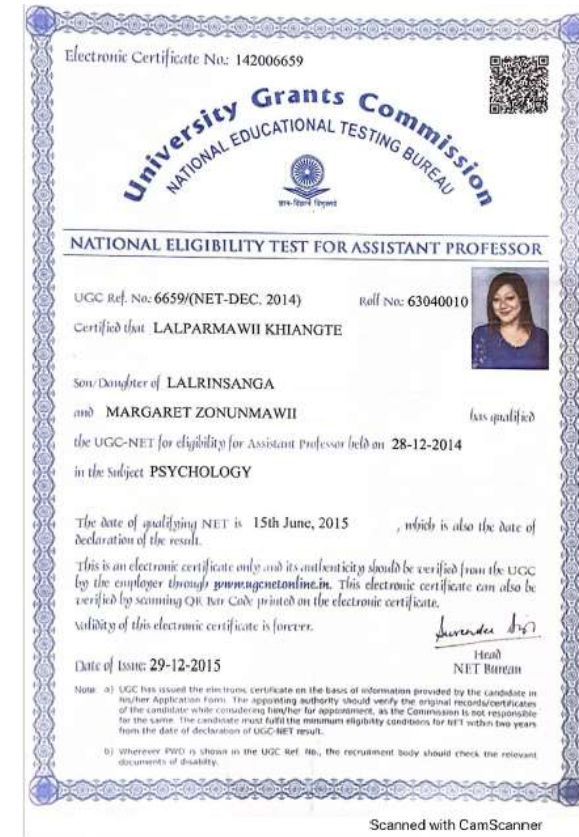 Electronic Certificate No.: 142006659
University Grants Commission
NATIONAL EDUCATIONAL TESTING BUREAU
ज्ञान-विज्ञानं विमुक्तये
NATIONAL ELIGIBILITY TEST FOR ASSISTANT PROFESSOR
UGC Ref. No.: 6659/(NET-DEC. 2014) Roll No.: 63040010
Certified that LALPARMAWII KHIANGTE
Son/Daughter of LALRINSANGA
and MARGARET ZONUNMAWII has qualified
the UGC-NET for eligibility for Assistant Professor held on 28-12-2014
in the Subject PSYCHOLOGY
The date of qualifying NET is 15th June, 2015 , which is also the date of
declaration of the result.
This is an electronic certificate only and its authenticity should be verified from the UGC
by the employer through www.ugcnetonline.in. This electronic certificate can also be
verified by scanning QR Bar Code printed on the electronic certificate.
Validity of this electronic certificate is forever.
Head
Date of Issue: 29-12-2015 NET Bureau
Note: a) UGC has issued the electronic certificate on the basis of information provided by the candidate in
his/her Application Form. The appointing authority should verify the original records/certificates
of the candidate while considering him/her for appointment, as the Commission is not responsible
for the same. The candidate must fulfil the minimum eligibility conditions for NET within two years
from the date of declaration of UGC-NET result.
b) Wherever PWD is shown in the UGC Ref. No., the recruitment body should check the relevant
documents of disablity.
Scanned with CamScanner